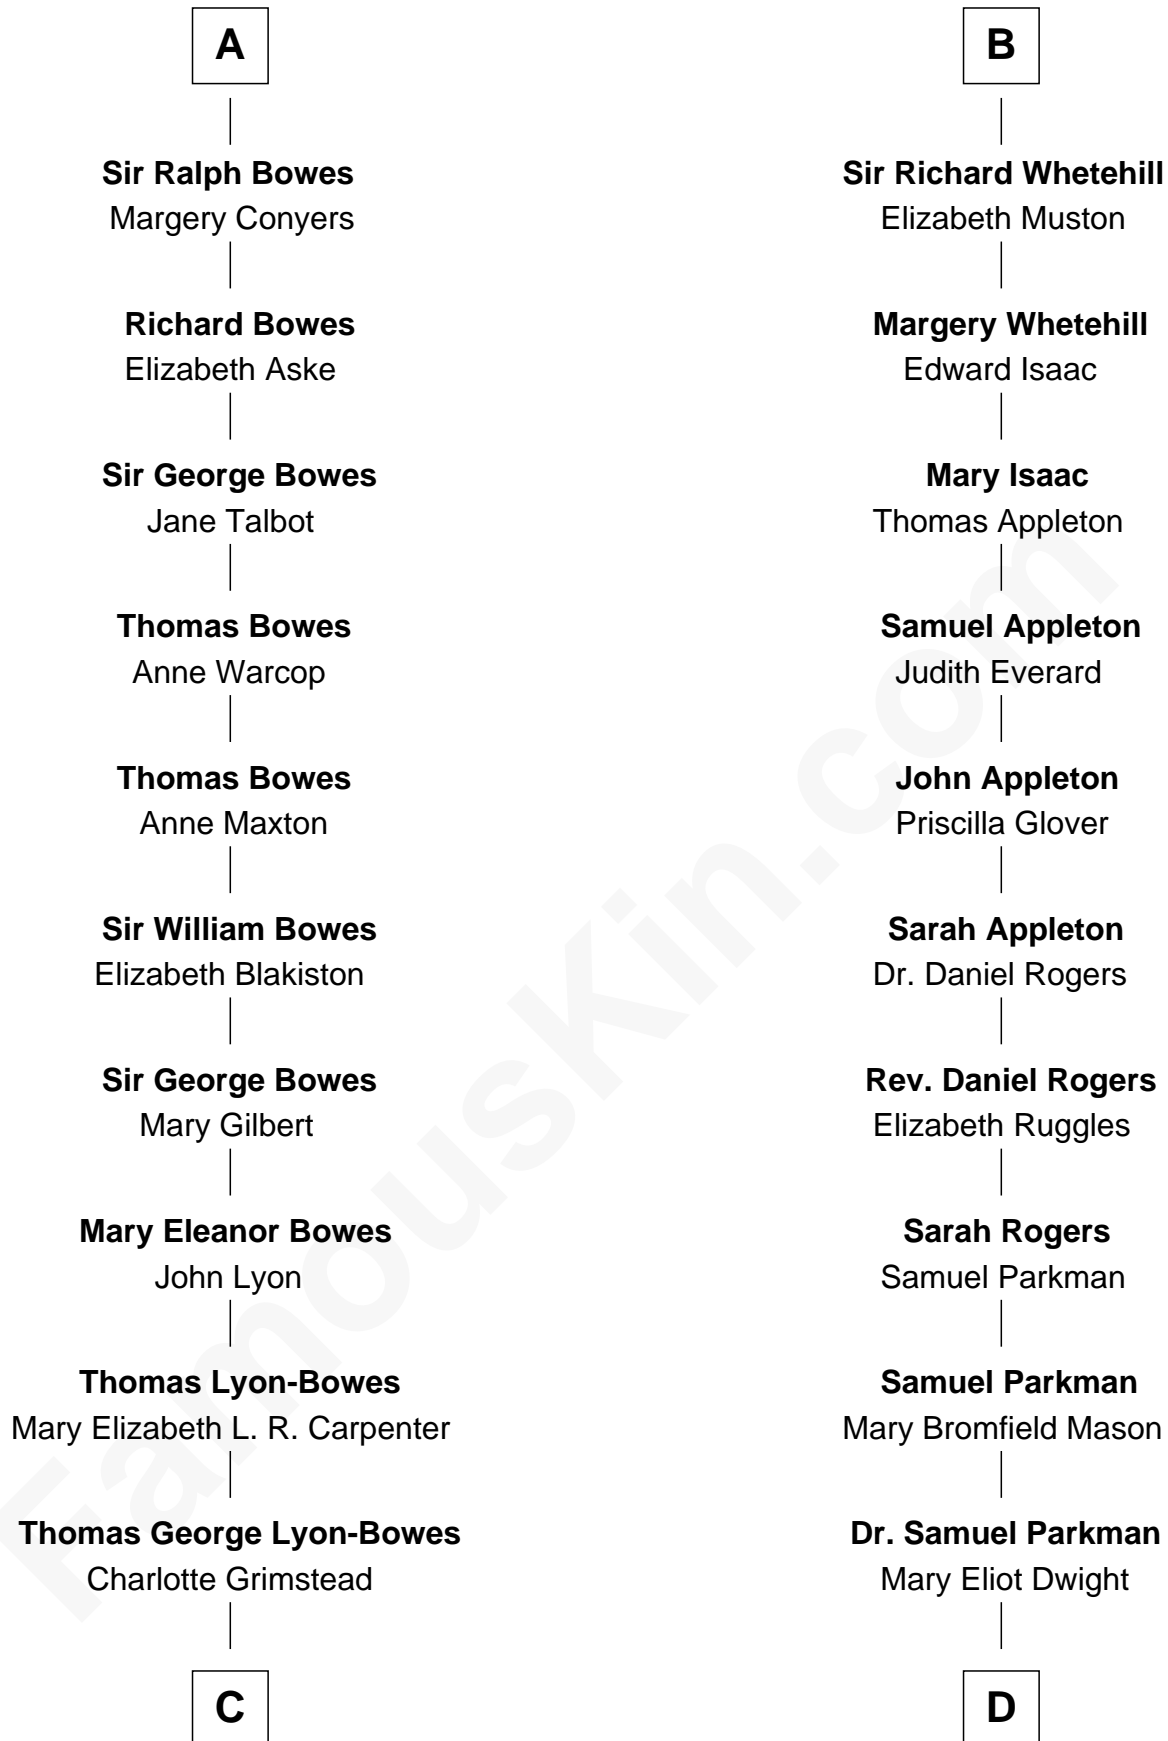 A
Sir Ralph Bowes
Margery Conyers
Richard Bowes
Elizabeth Aske
Sir George Bowes
Jane Talbot
Thomas Bowes
Anne Warcop
Thomas Bowes
Anne Maxton
Sir William Bowes
Elizabeth Blakiston
Sir George Bowes
Mary Gilbert
Mary Eleanor Bowes
John Lyon
Thomas Lyon-Bowes
Mary Elizabeth L. R. Carpenter
Thomas George Lyon-Bowes
Charlotte Grimstead
C
B
Sir Richard Whetehill
Elizabeth Muston
Margery Whetehill
Edward Isaac
Mary Isaac
Thomas Appleton
Samuel Appleton
Judith Everard
John Appleton
Priscilla Glover
Sarah Appleton
Dr. Daniel Rogers
Rev. Daniel Rogers
Elizabeth Ruggles
Sarah Rogers
Samuel Parkman
Samuel Parkman
Mary Bromfield Mason
Dr. Samuel Parkman
Mary Eliot Dwight
D
FamousKin.com